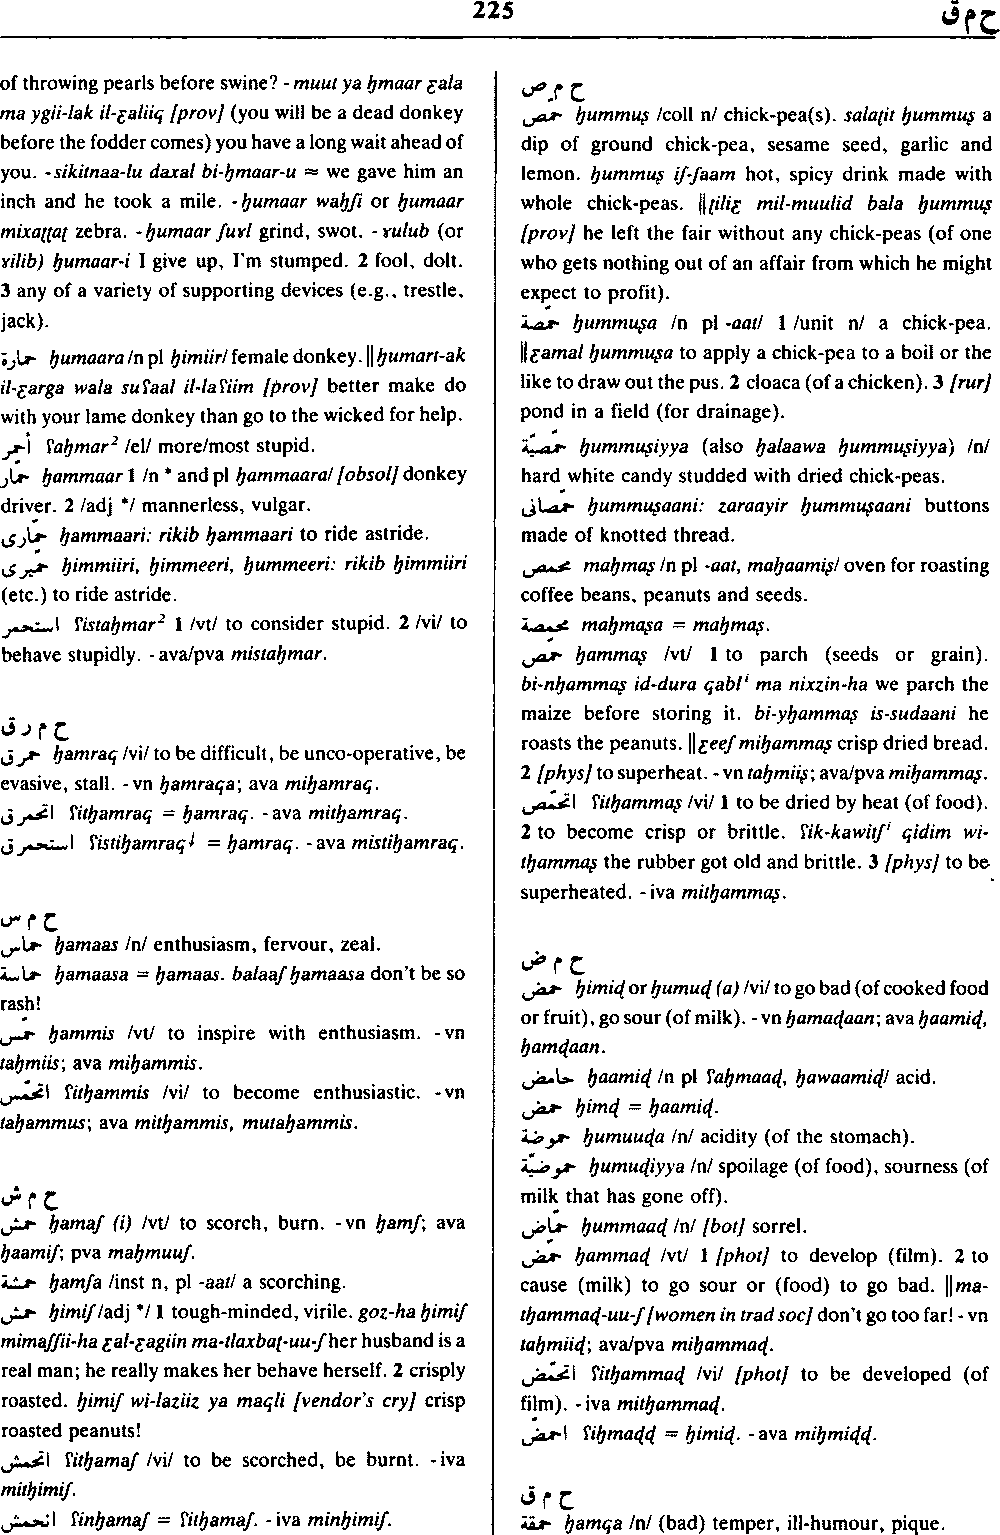 225
ح م ق
of throwing pearls before swine? - muut ya ḥmaar ʕala
ma ygii-lak il-ʕaliiq [prov] (you will be a dead donkey
before the fodder comes) you have a long wait ahead of
you. -sikitnaa-lu daxal bi-ḥmaar-u ≈ we gave him an
inch and he took a mile. -ḥumaar waḥʃi or ḥumaar
mixaṭṭaṭ zebra. -ḥumaar ʃuɣl grind, swot. -ɣulub (or
ɣilib) ḥumaar-i I give up, I'm stumped. 2 fool, dolt.
3 any of a variety of supporting devices (e.g., trestle,
jack).
حمارة ḥumaara /n pl ḥimiir/ female donkey. ‖ḥumart-ak
il-ʕarga wala suʔaal il-laʔiim [prov] better make do
with your lame donkey than go to the wicked for help.
أحمر ʔaḥmar² /el/ more/most stupid.
حمّار ḥammaar 1 /n * and pl ḥammaara/ [obsol] donkey
driver. 2 /adj */ mannerless, vulgar.
حمّارى ḥammaari: rikib ḥammaari to ride astride.
حمّيرى ḥimmiiri, ḥimmeeri, ḥummeeri: rikib ḥimmiiri
(etc.) to ride astride.
استحمر ʔistaḥmar² 1 /vt/ to consider stupid. 2 /vi/ to
behave stupidly. -ava/pva mistaḥmar.
ح م ر ق
حمرق ḥamraq /vi/ to be difficult, be unco-operative, be
evasive, stall. -vn ḥamraqa; ava miḥamraq.
اتحمرق ʔitḥamraq = ḥamraq. -ava mitḥamraq.
استحمرق ʔistiḥamraq↓ = ḥamraq. -ava mistiḥamraq.
ح م س
حماس ḥamaas /n/ enthusiasm, fervour, zeal.
حماسة ḥamaasa = ḥamaas. balaaʃ ḥamaasa don't be so
rash!
حمّس ḥammis /vt/ to inspire with enthusiasm. -vn
taḥmiis; ava miḥammis.
اتحمّس ʔitḥammis /vi/ to become enthusiastic. -vn
taḥammus; ava mitḥammis, mutaḥammis.
ح م ش
حمش ḥamaʃ (i) /vt/ to scorch, burn. -vn ḥamʃ; ava
ḥaamiʃ; pva maḥmuuʃ.
حمشة ḥamʃa /inst n, pl -aat/ a scorching.
حمش ḥimiʃ /adj */ 1 tough-minded, virile. goz-ha ḥimiʃ
mimaʃʃii-ha ʕal-ʕagiin ma-tlaxbaṭ-uu-ʃ her husband is a
real man; he really makes her behave herself. 2 crisply
roasted. ḥimiʃ wi-laziiz ya maqli [vendor's cry] crisp
roasted peanuts!
اتحمش ʔitḥamaʃ /vi/ to be scorched, be burnt. -iva
mitḥimiʃ.
انحمش ʔinḥamaʃ = ʔitḥamaʃ. -iva minḥimiʃ.
ح م ص
حمّص ḥummuṣ /coll n/ chick-pea(s). salaṭit ḥummuṣ a
dip of ground chick-pea, sesame seed, garlic and
lemon. ḥummuṣ iʃ-ʃaam hot, spicy drink made with
whole chick-peas. ‖ṭiliʕ mil-muulid bala ḥummuṣ
[prov] he left the fair without any chick-peas (of one
who gets nothing out of an affair from which he might
expect to profit).
حمّصة ḥummuṣa /n pl -aat/ 1 /unit n/ a chick-pea.
‖ʕamal ḥummuṣa to apply a chick-pea to a boil or the
like to draw out the pus. 2 cloaca (of a chicken). 3 [rur]
pond in a field (for drainage).
حمّصيّة ḥummuṣiyya (also ḥalaawa ḥummuṣiyya) /n/
hard white candy studded with dried chick-peas.
حمّصانى ḥummuṣaani: zaraayir ḥummuṣaani buttons
made of knotted thread.
محمص maḥmaṣ /n pl -aat, maḥaamiṣ/ oven for roasting
coffee beans, peanuts and seeds.
محمصة maḥmaṣa = maḥmaṣ.
حمّص ḥammaṣ /vt/ 1 to parch (seeds or grain).
bi-nḥammaṣ id-dura qablⁱ ma nixzin-ha we parch the
maize before storing it. bi-yḥammaṣ is-sudaani he
roasts the peanuts. ‖ʕeeʃ miḥammaṣ crisp dried bread.
2 [phys] to superheat. -vn taḥmiiṣ; ava/pva miḥammaṣ.
اتحمّص ʔitḥammaṣ /vi/ 1 to be dried by heat (of food).
2 to become crisp or brittle. ʔik-kawitʃⁱ qidim wi-
tḥammaṣ the rubber got old and brittle. 3 [phys] to be
superheated. -iva mitḥammaṣ.
ح م ض
حمض ḥimiḍ or ḥumuḍ (a) /vi/ to go bad (of cooked food
or fruit), go sour (of milk). -vn ḥamaḍaan; ava ḥaamiḍ,
ḥamḍaan.
حامض ḥaamiḍ /n pl ʔaḥmaaḍ, ḥawaamiḍ/ acid.
حمض ḥimḍ = ḥaamiḍ.
حموضة ḥumuuḍa /n/ acidity (of the stomach).
حموضيّة ḥumuḍiyya /n/ spoilage (of food), sourness (of
milk that has gone off).
حمّاض ḥummaaḍ /n/ [bot] sorrel.
حمّض ḥammaḍ /vt/ 1 [phot] to develop (film). 2 to
cause (milk) to go sour or (food) to go bad. ‖ma-
tḥammaḍ-uu-ʃ [women in trad soc] don't go too far! -vn
taḥmiiḍ; ava/pva miḥammaḍ.
اتحمّض ʔitḥammaḍ /vi/ [phot] to be developed (of
film). -iva mitḥammaḍ.
احمضّ ʔiḥmaḍḍ = ḥimiḍ. -ava miḥmiḍḍ.
ح م ق
حمقة ḥamqa /n/ (bad) temper, ill-humour, pique.